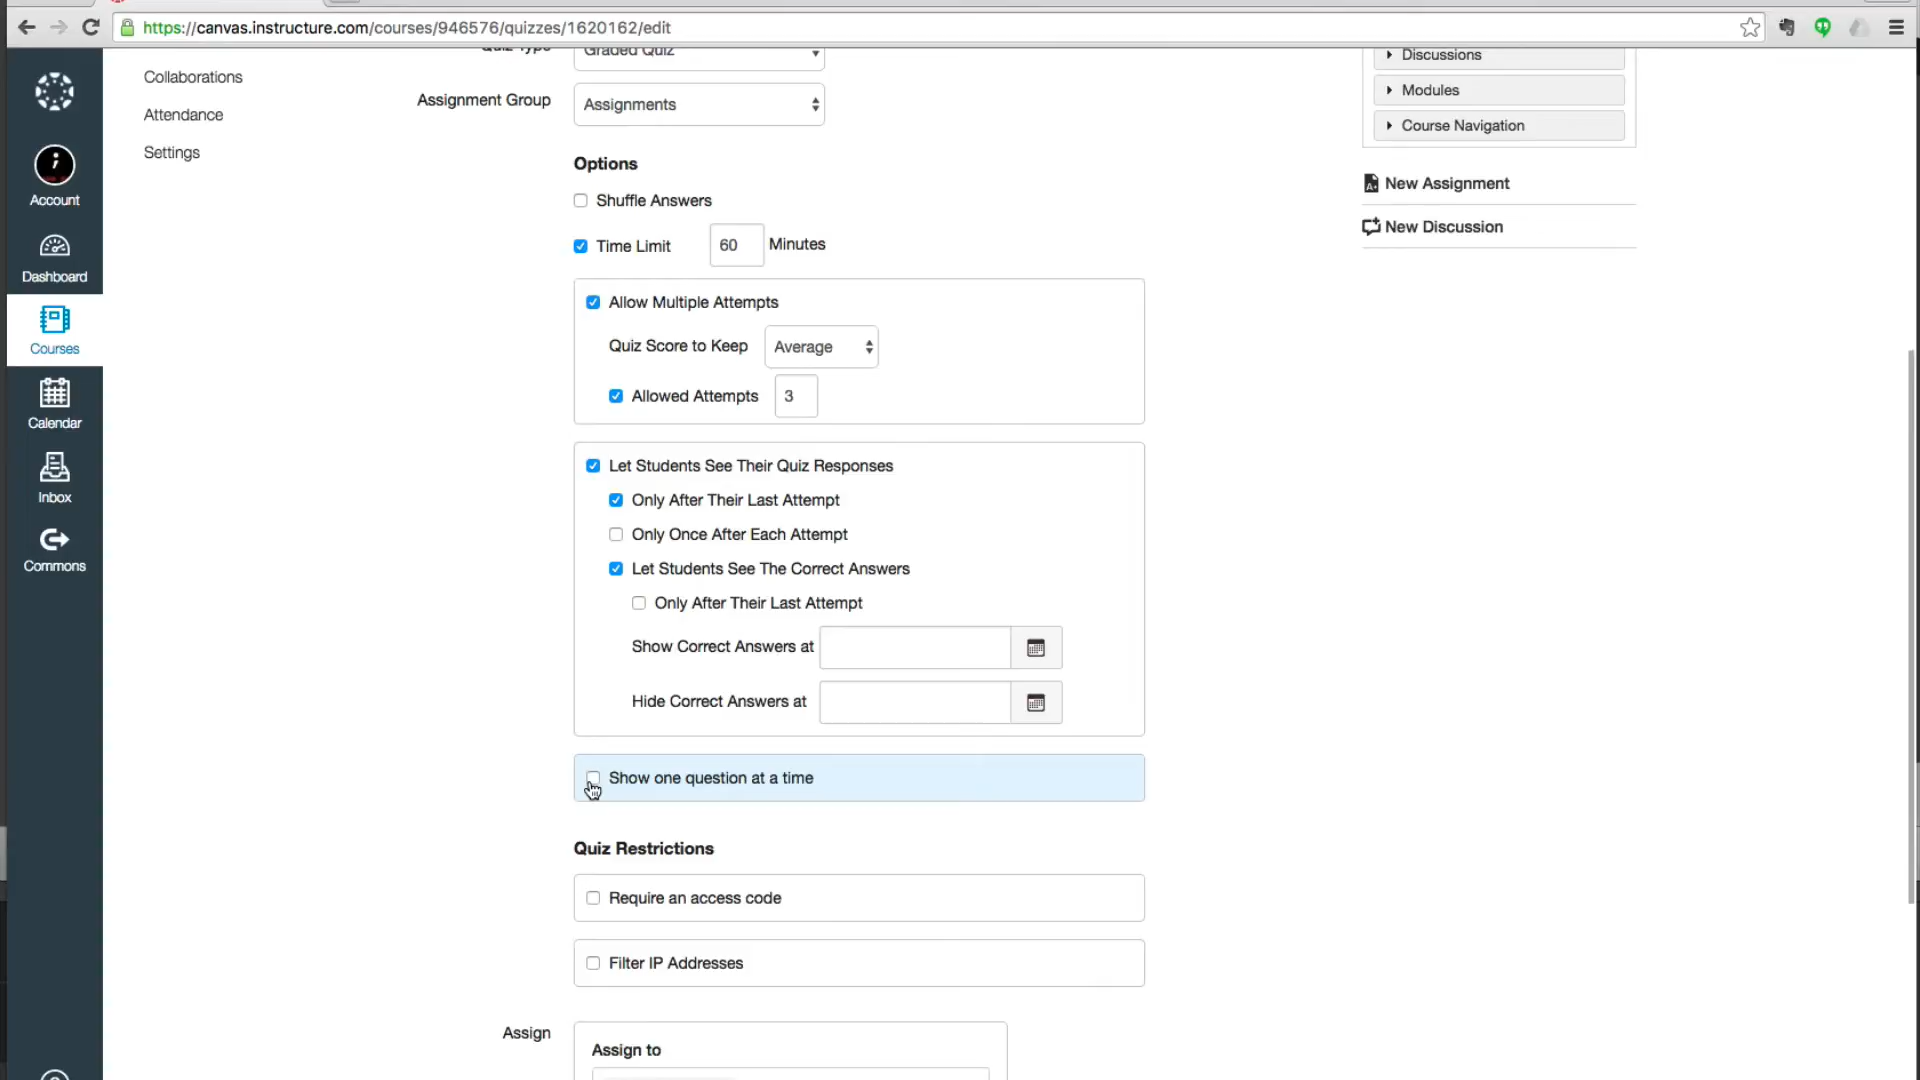 https://canvas.instructure.com/courses/946576/quizzes/1620162/edit
Account
Dashboard
Courses
Calendar
Inbox
Commons
Collaborations
Attendance
Settings
Quiz Type
Graded Quiz
Assignment Group
Assignments
Options
Shuffle Answers
Time Limit 60 Minutes
Allow Multiple Attempts
Quiz Score to Keep Average
Allowed Attempts 3
Let Students See Their Quiz Responses
Only After Their Last Attempt
Only Once After Each Attempt
Let Students See The Correct Answers
Only After Their Last Attempt
Show Correct Answers at
Hide Correct Answers at
Show one question at a time
Quiz Restrictions
Require an access code
Filter IP Addresses
Assign
Assign to
Discussions
Modules
Course Navigation
New Assignment
New Discussion